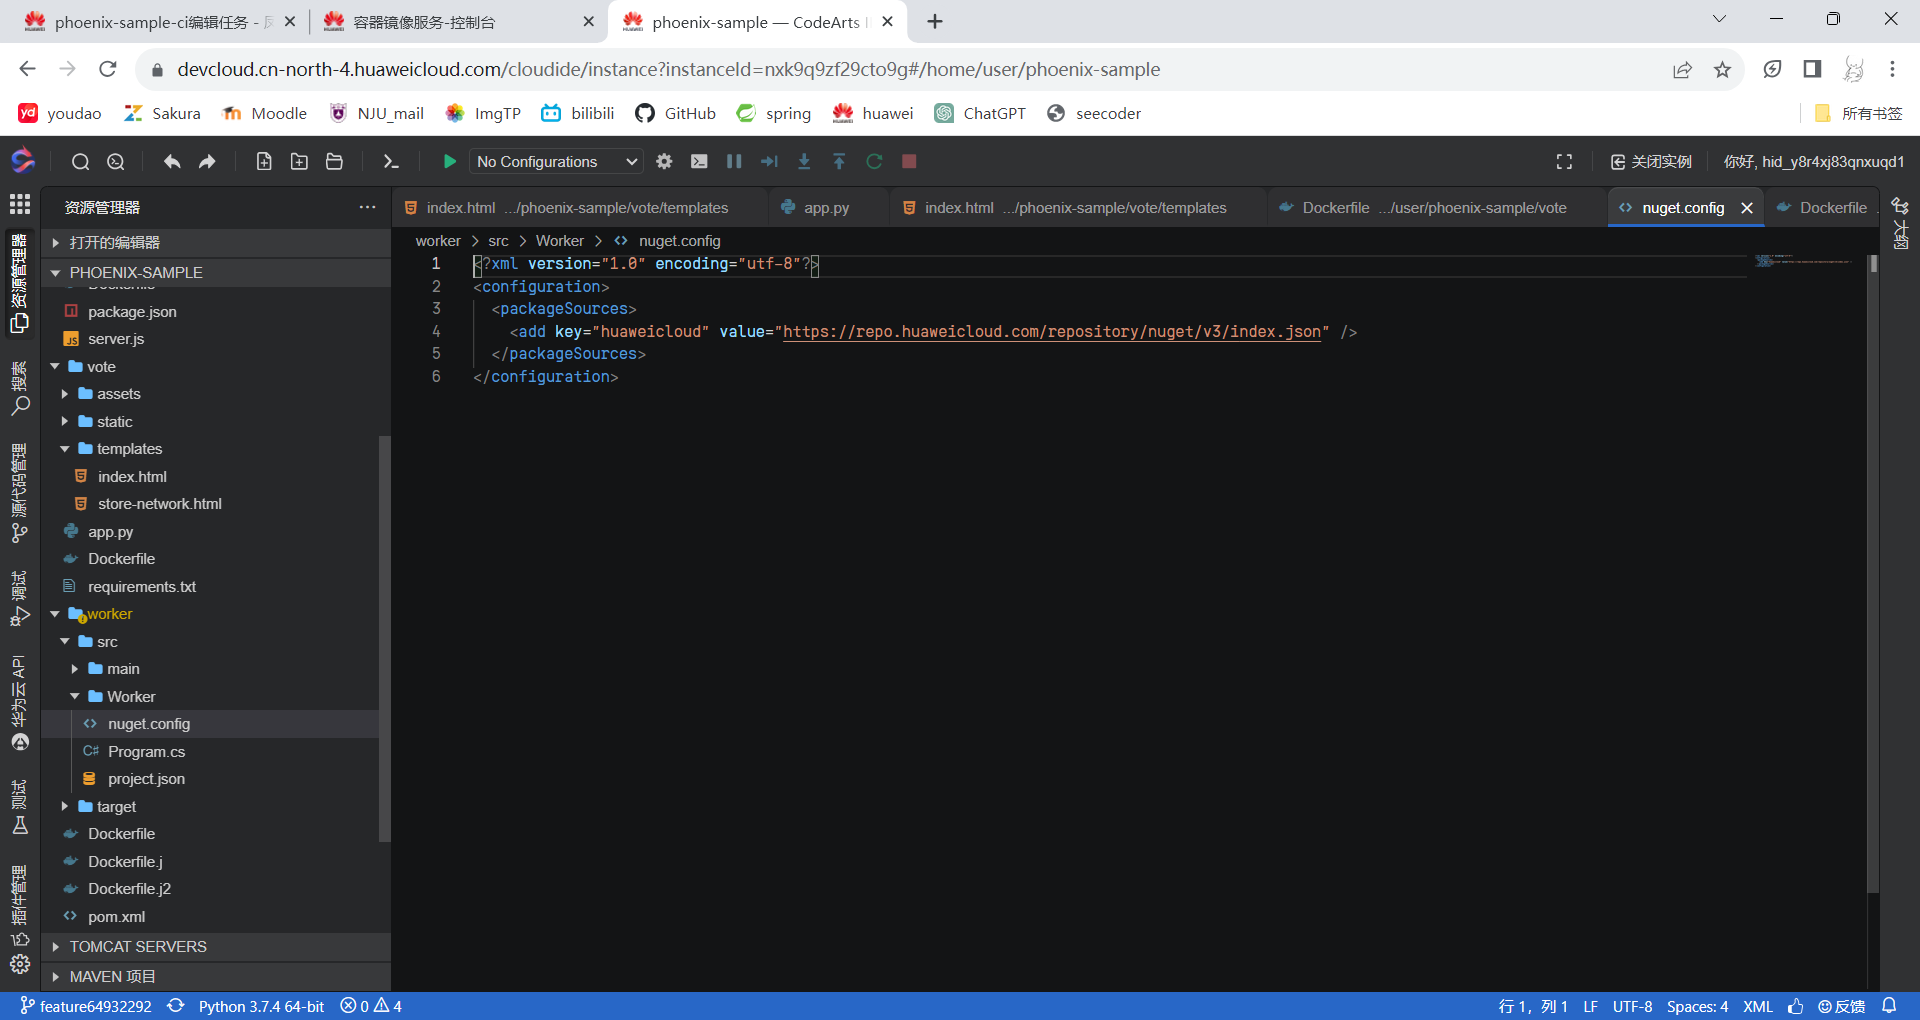 phoenix-sample-ci编辑任务 -
容器镜像服务-控制台
phoenix-sample — CodeArts I
devcloud.cn-north-4.huaweicloud.com/cloudide/instance?instanceId=nxk9q9zf29cto9g#/home/user/phoenix-sample
youdao
Sakura
Moodle
NJU_mail
ImgTP
bilibili
GitHub
spring
huawei
ChatGPT
seecoder
所有书签
No Configurations
关闭实例
你好, hid_y8r4xj83qnxuqd1
资源管理器
搜索
源代码管理
调试
华为云 API
测试
插件管理
资源管理器
打开的编辑器
PHOENIX-SAMPLE
Dockerfile
package.json
server.js
vote
assets
static
templates
index.html
store-network.html
app.py
Dockerfile
requirements.txt
worker
src
main
Worker
nuget.config
Program.cs
project.json
target
Dockerfile
Dockerfile.j
Dockerfile.j2
pom.xml
TOMCAT SERVERS
MAVEN 项目
index.html .../phoenix-sample/vote/templates
app.py
index.html .../phoenix-sample/vote/templates
Dockerfile .../user/phoenix-sample/vote
nuget.config
Dockerfile .
worker > src > Worker > nuget.config
1 <?xml version="1.0" encoding="utf-8"?>
2 <configuration>
3 <packageSources>
4 <add key="huaweicloud" value="https://repo.huaweicloud.com/repository/nuget/v3/index.json" />
5 </packageSources>
6 </configuration>
大纲
feature64932292
Python 3.7.4 64-bit
0
4
行 1, 列 1
LF
UTF-8
Spaces: 4
XML
反馈